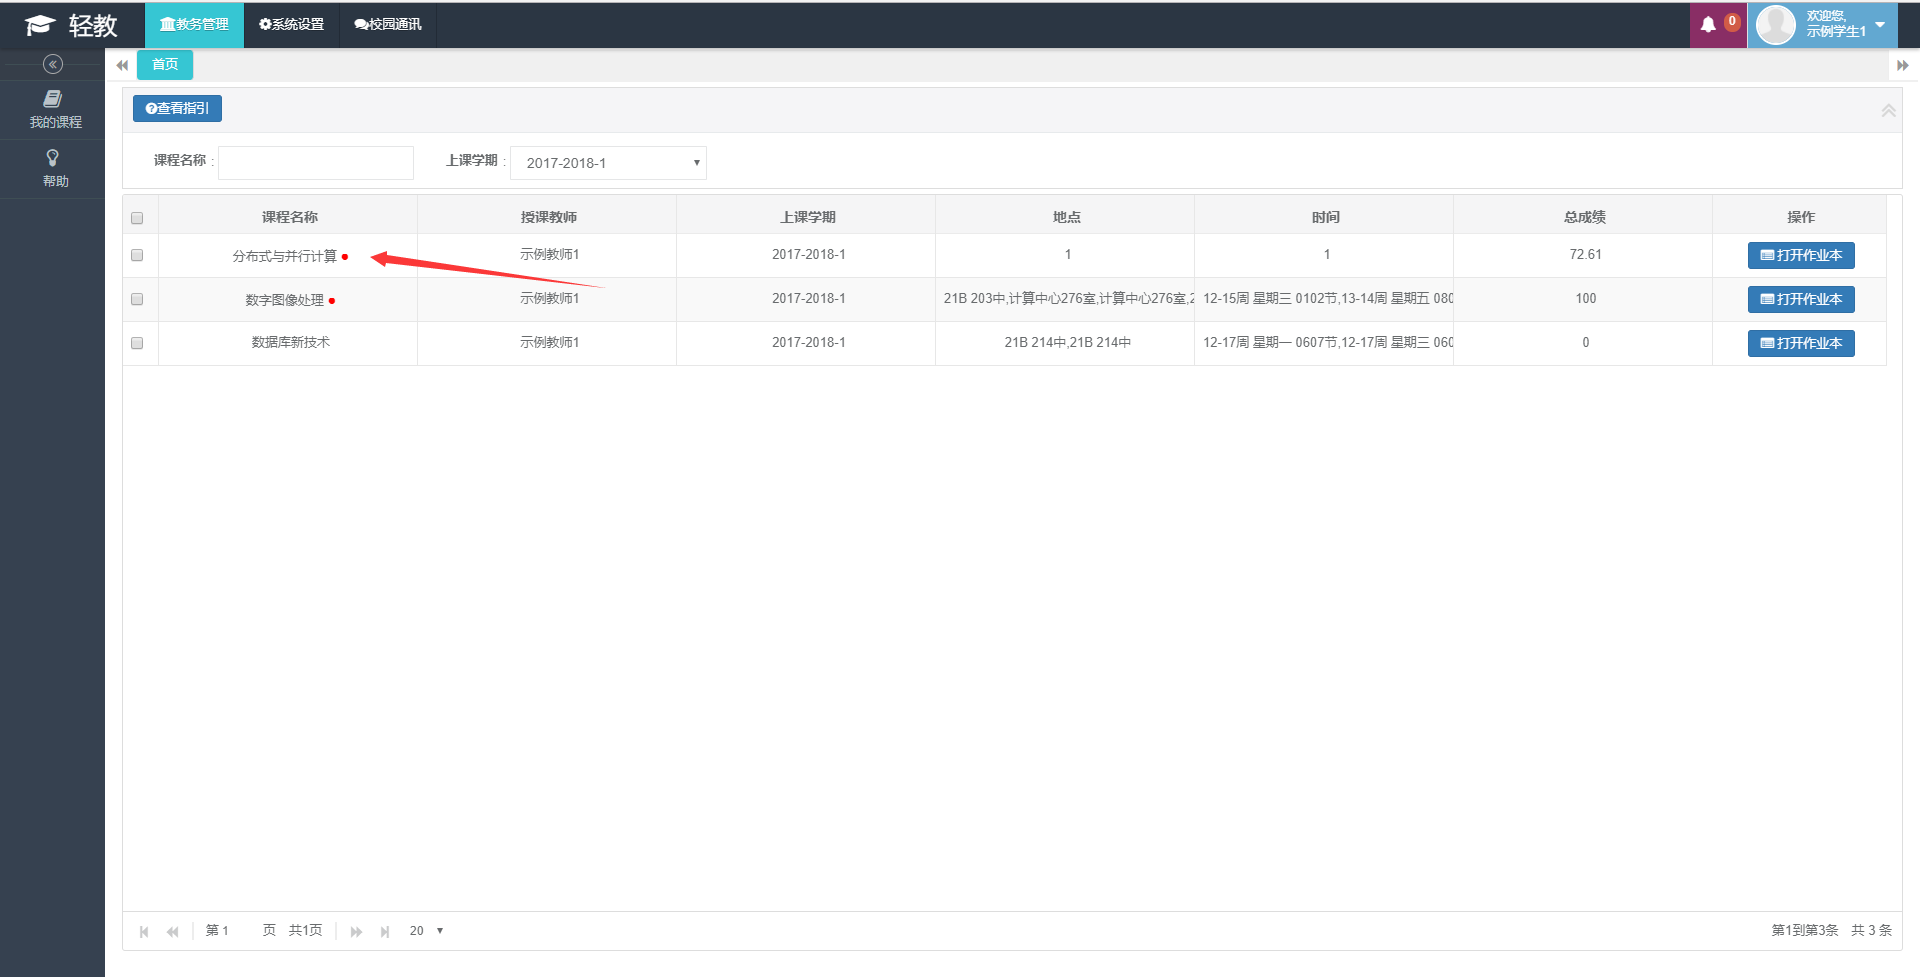 轻教
教务管理
系统设置
校园通讯
0
欢迎您,
示例学生1
首页
我的课程
帮助
查看指引
课程名称 :
上课学期 : 2017-2018-1
课程名称 授课教师 上课学期 地点 时间 总成绩 操作
分布式与并行计算 示例教师1 2017-2018-1 1 1 72.61 打开作业本
数字图像处理 示例教师1 2017-2018-1 21B 203中,计算中心276室,计算中心276室,2 12-15周 星期三 0102节,13-14周 星期五 080 100 打开作业本
数据库新技术 示例教师1 2017-2018-1 21B 214中,21B 214中 12-17周 星期一 0607节,12-17周 星期三 060 0 打开作业本
第 1 页 共1页 20 第1到第3条 共 3 条